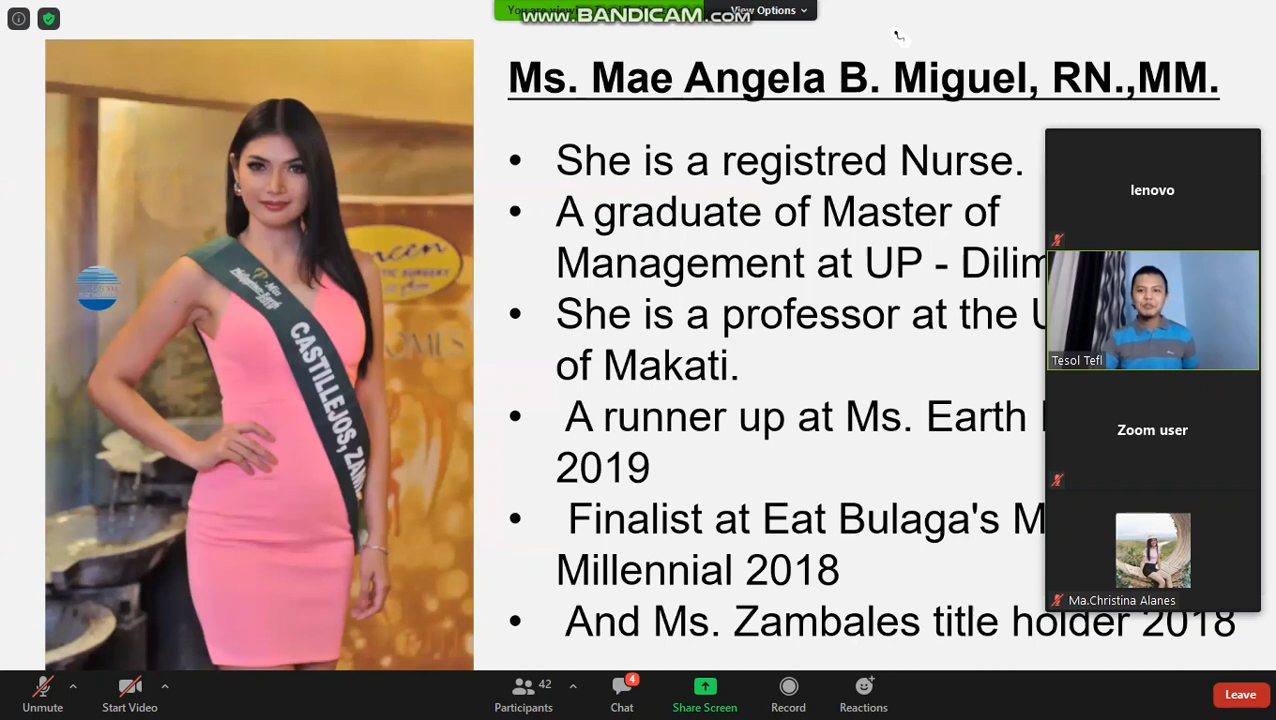 www.BANDICAM.com
View Options
Ms. Mae Angela B. Miguel, RN.,MM.
• She is a registred Nurse.
• A graduate of Master of
Management at UP - Dilim
• She is a professor at the U
of Makati.
• A runner up at Ms. Earth
2019
• Finalist at Eat Bulaga's M
Millennial 2018
• And Ms. Zambales title holder 2018
CASTILLEJOS, ZAM
lenovo
Tesol Tefl
Zoom user
Ma.Christina Alanes
Unmute
Start Video
42
Participants
4
Chat
Share Screen
Record
Reactions
Leave